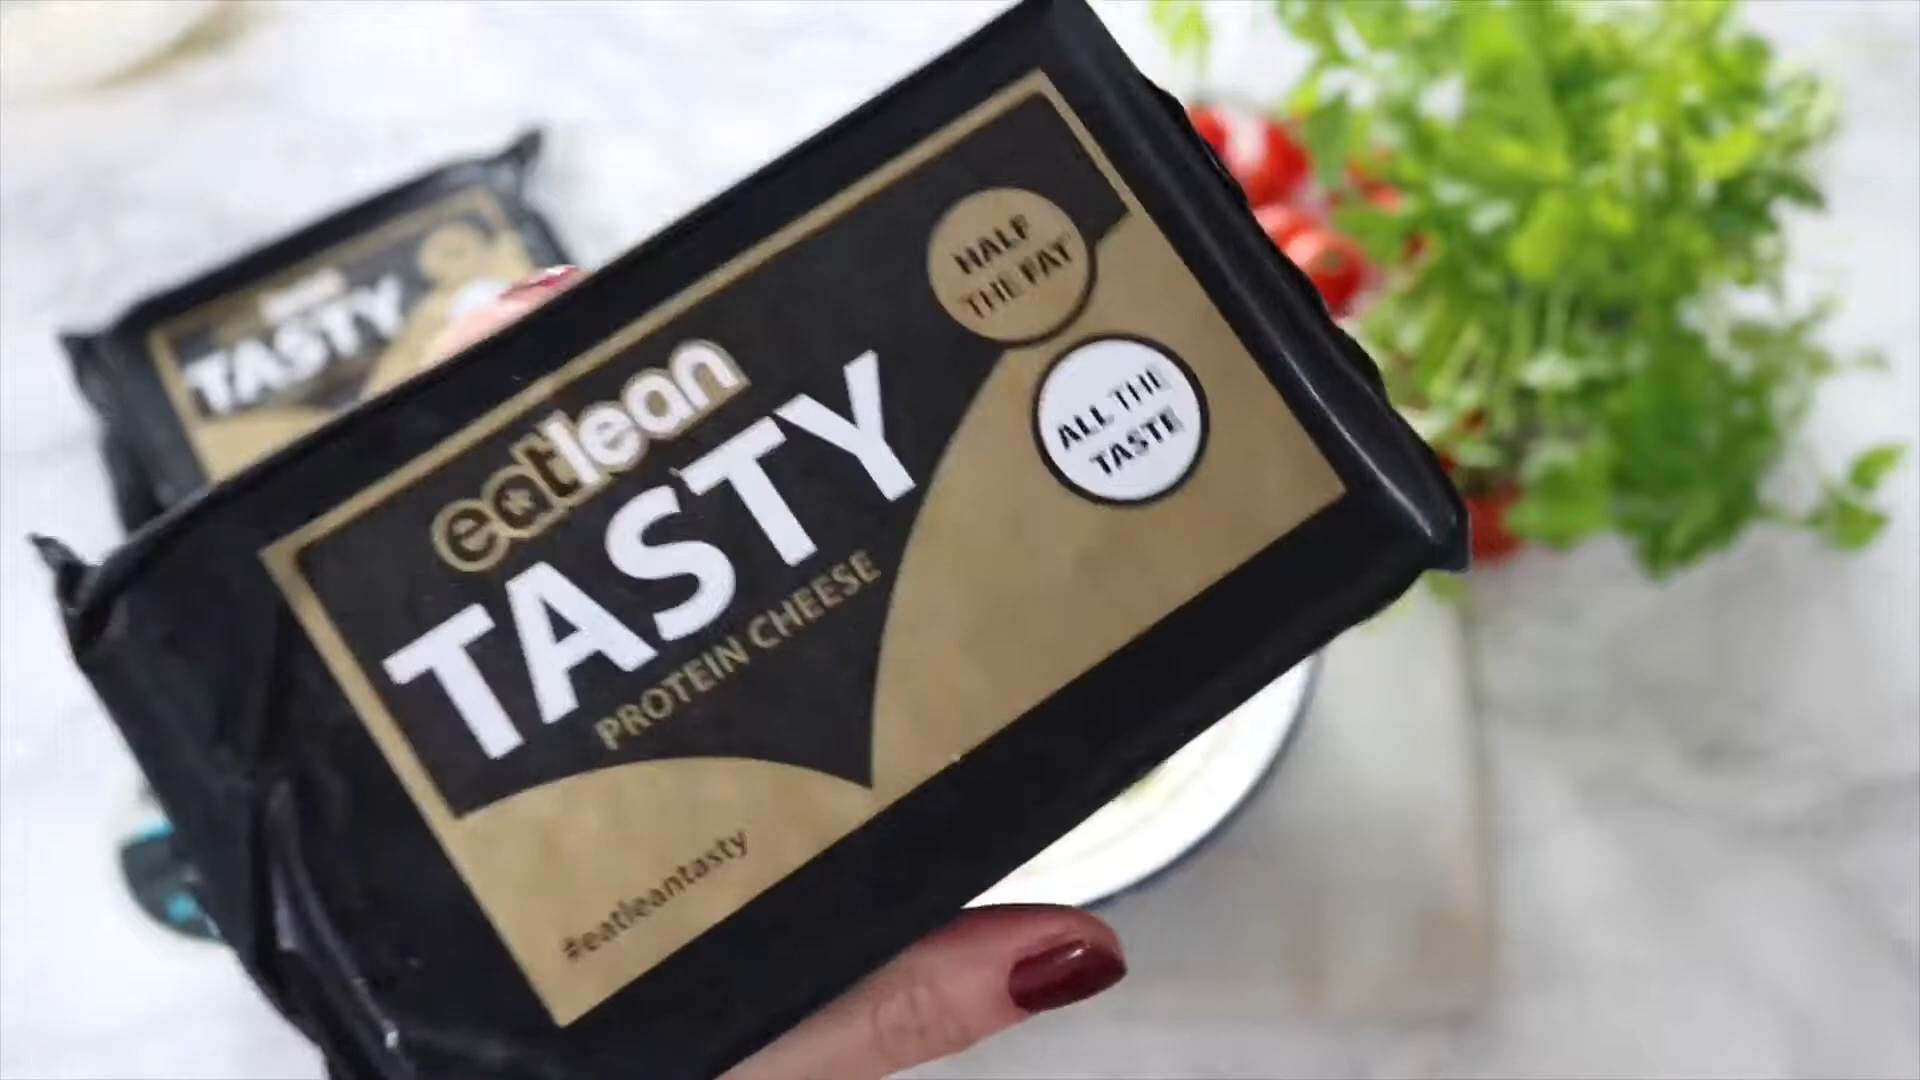 eatlean
TASTY
PROTEIN CHEESE
HALF
THE FAT*
ALL THE
TASTE
#eatleantasty
TASTY